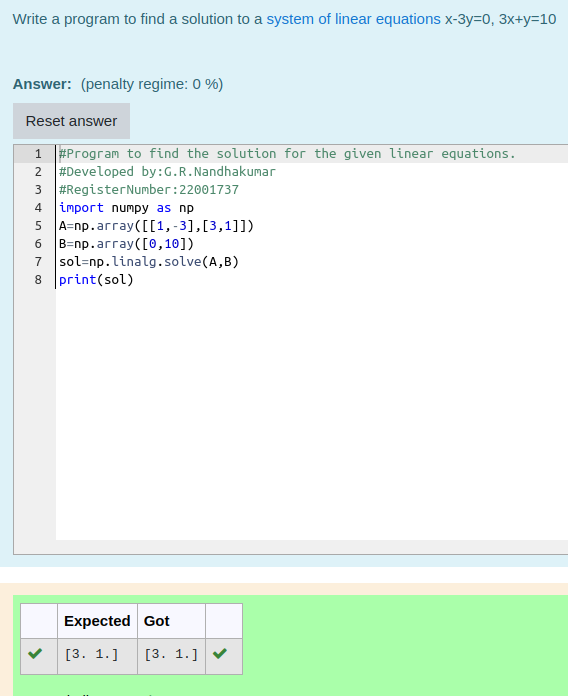 Write a program to find a solution to a system of linear equations x-3y=0, 3x+y=10
Answer: (penalty regime: 0 %)
Reset answer
1 #Program to find the solution for the given linear equations.
2 #Developed by:G.R.Nandhakumar
3 #RegisterNumber:22001737
4 import numpy as np
5 A=np.array([[1,-3],[3,1]])
6 B=np.array([0,10])
7 sol=np.linalg.solve(A,B)
8 print(sol)
Expected Got
[3. 1.] [3. 1.]